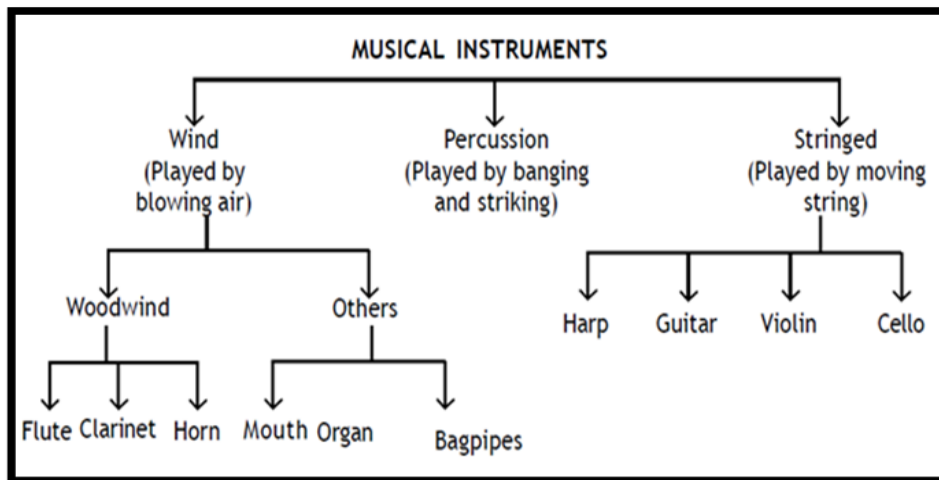 MUSICAL INSTRUMENTS
Wind
(Played by
blowing air)
Percussion
(Played by banging
and striking)
Stringed
(Played by moving
string)
Woodwind
Others
Harp
Guitar
Violin
Cello
Flute
Clarinet
Horn
Mouth Organ
Bagpipes